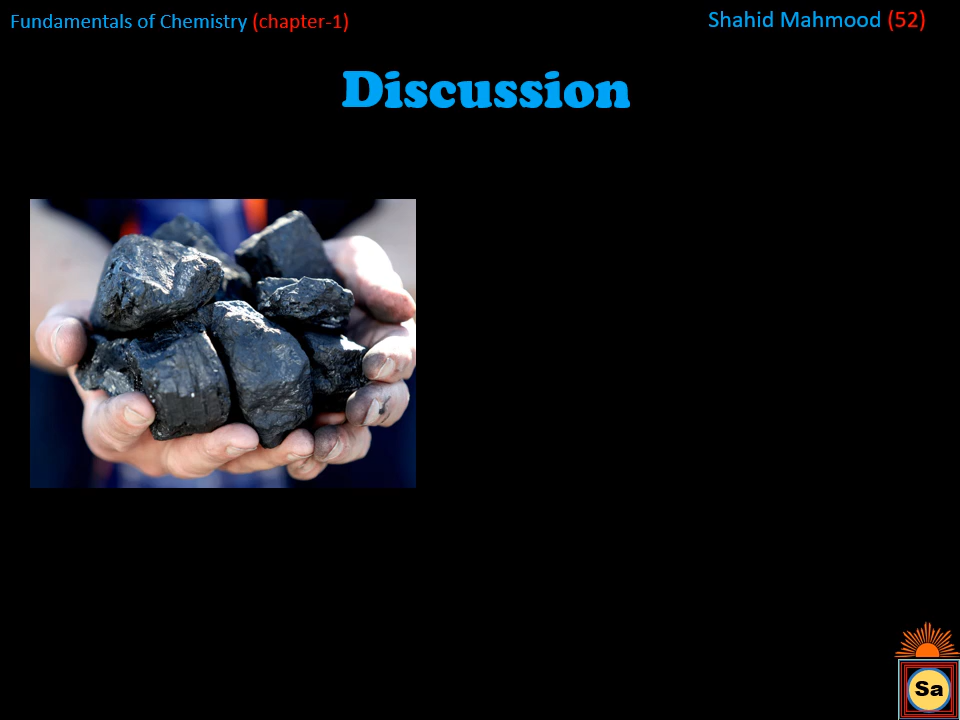 Fundamentals of Chemistry (chapter-1)
Shahid Mahmood (52)
Discussion
Sa